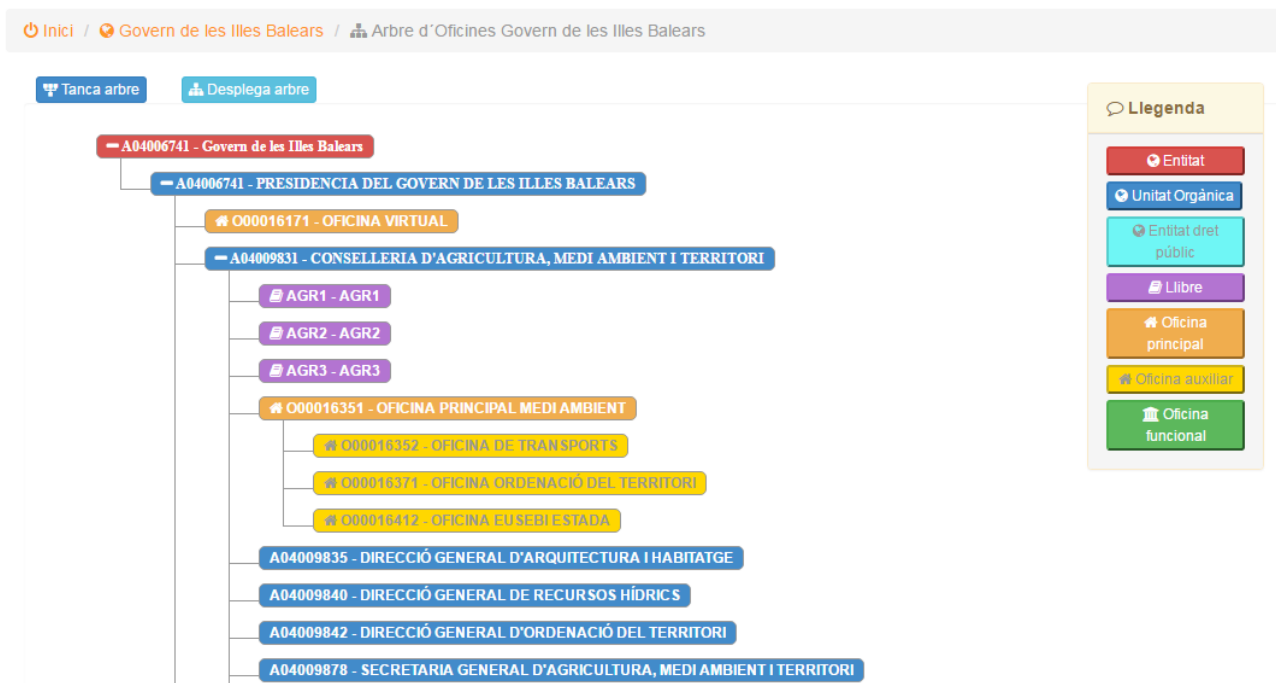 Inici / Govern de les Illes Balears / Arbre d´Oficines Govern de les Illes Balears
Tanca arbre
Desplega arbre
A04006741 - Govern de les Illes Balears
A04006741 - PRESIDENCIA DEL GOVERN DE LES ILLES BALEARS
O00016171 - OFICINA VIRTUAL
A04009831 - CONSELLERIA D'AGRICULTURA, MEDI AMBIENT I TERRITORI
AGR1 - AGR1
AGR2 - AGR2
AGR3 - AGR3
O00016351 - OFICINA PRINCIPAL MEDI AMBIENT
O00016352 - OFICINA DE TRANSPORTS
O00016371 - OFICINA ORDENACIÓ DEL TERRITORI
O00016412 - OFICINA EUSEBI ESTADA
A04009835 - DIRECCIÓ GENERAL D'ARQUITECTURA I HABITATGE
A04009840 - DIRECCIÓ GENERAL DE RECURSOS HÍDRICS
A04009842 - DIRECCIÓ GENERAL D'ORDENACIÓ DEL TERRITORI
A04009878 - SECRETARIA GENERAL D'AGRICULTURA, MEDI AMBIENT I TERRITORI
Llegenda
Entitat
Unitat Orgànica
Entitat dret
públic
Llibre
Oficina
principal
Oficina auxiliar
Oficina
funcional